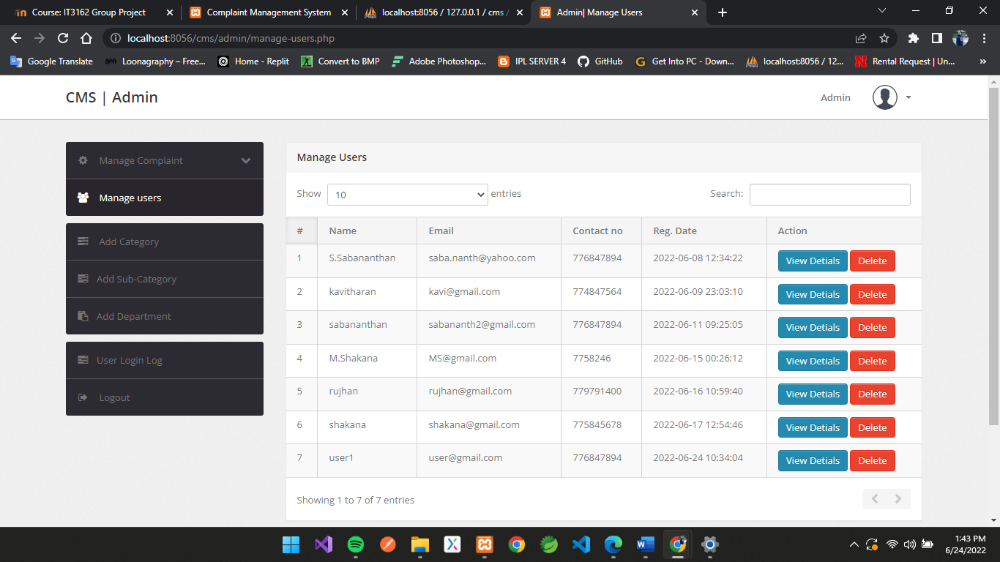 Course: IT3162 Group Project
Complaint Management System
localhost:8056 / 127.0.0.1 / cms /
Admin| Manage Users
localhost:8056/cms/admin/manage-users.php
Google Translate
Loonagraphy – Free...
Home - Replit
Convert to BMP
Adobe Photoshop...
IPL SERVER 4
GitHub
Get Into PC - Down...
localhost:8056 / 12...
Rental Request | Un...
CMS | Admin
Admin
Manage Complaint
Manage users
Add Category
Add Sub-Category
Add Department
User Login Log
Logout
Manage Users
Show 10 entries
Search:
# Name Email Contact no Reg. Date Action
1 S.Sabananthan saba.nanth@yahoo.com 776847894 2022-06-08 12:34:22 View Detials Delete
2 kavitharan kavi@gmail.com 774847564 2022-06-09 23:03:10 View Detials Delete
3 sabananthan sabananth2@gmail.com 776847894 2022-06-11 09:25:05 View Detials Delete
4 M.Shakana MS@gmail.com 7758246 2022-06-15 00:26:12 View Detials Delete
5 rujhan rujhan@gmail.com 779791400 2022-06-16 10:59:40 View Detials Delete
6 shakana shakana@gmail.com 775845678 2022-06-17 12:54:46 View Detials Delete
7 user1 user@gmail.com 776847894 2022-06-24 10:34:04 View Detials Delete
Showing 1 to 7 of 7 entries
1:43 PM
6/24/2022